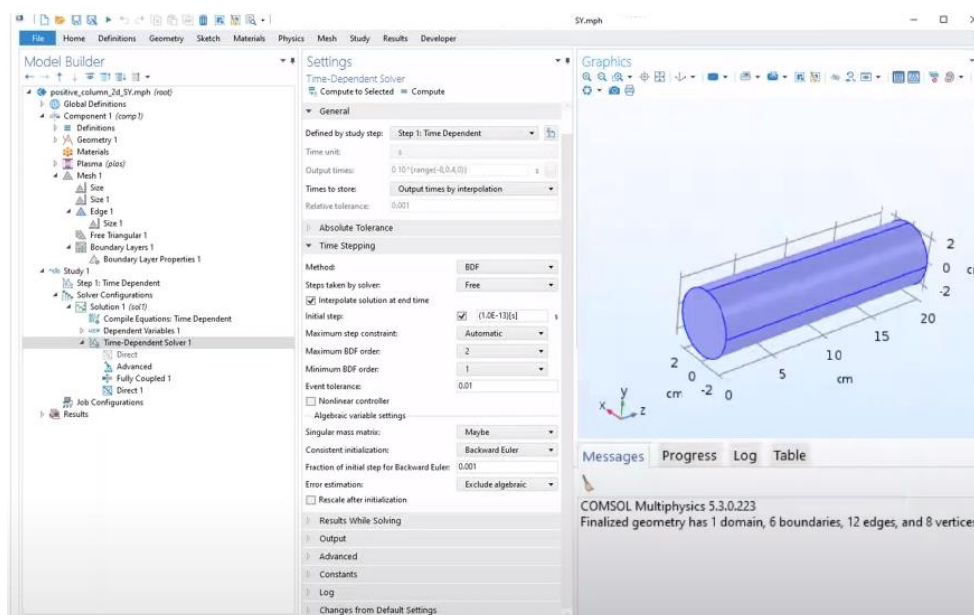 SY.mph
File Home Definitions Geometry Sketch Materials Physics Mesh Study Results Developer
Model Builder
positive_column_2d_SY.mph (root)
Global Definitions
Component 1 (comp1)
Definitions
Geometry 1
Materials
Plasma (plas)
Mesh 1
Size
Size 1
Edge 1
Size 1
Free Triangular 1
Boundary Layers 1
Boundary Layer Properties 1
Study 1
Step 1: Time Dependent
Solver Configurations
Solution 1 (sol1)
Compile Equations: Time Dependent
Dependent Variables 1
Time-Dependent Solver 1
Direct
Advanced
Fully Coupled 1
Direct 1
Job Configurations
Results
Settings
Time-Dependent Solver
Compute to Selected = Compute
General
Defined by study step: Step 1: Time Dependent
Time unit: s
Output times: 0 10^{range(-8,0.4,0)} s
Times to store: Output times by interpolation
Relative tolerance: 0.001
Absolute Tolerance
Time Stepping
Method: BDF
Steps taken by solver: Free
Interpolate solution at end time
Initial step: (1.0E-13)[s] s
Maximum step constraint: Automatic
Maximum BDF order: 2
Minimum BDF order: 1
Event tolerance: 0.01
Nonlinear controller
Algebraic variable settings
Singular mass matrix: Maybe
Consistent initialization: Backward Euler
Fraction of initial step for Backward Euler: 0.001
Error estimation: Exclude algebraic
Rescale after initialization
Results While Solving
Output
Advanced
Constants
Log
Changes from Default Settings
Graphics
2
0
-2
20
15
10
5
0
cm
2
0
-2
cm
y
x
z
Messages Progress Log Table
COMSOL Multiphysics 5.3.0.223
Finalized geometry has 1 domain, 6 boundaries, 12 edges, and 8 vertices